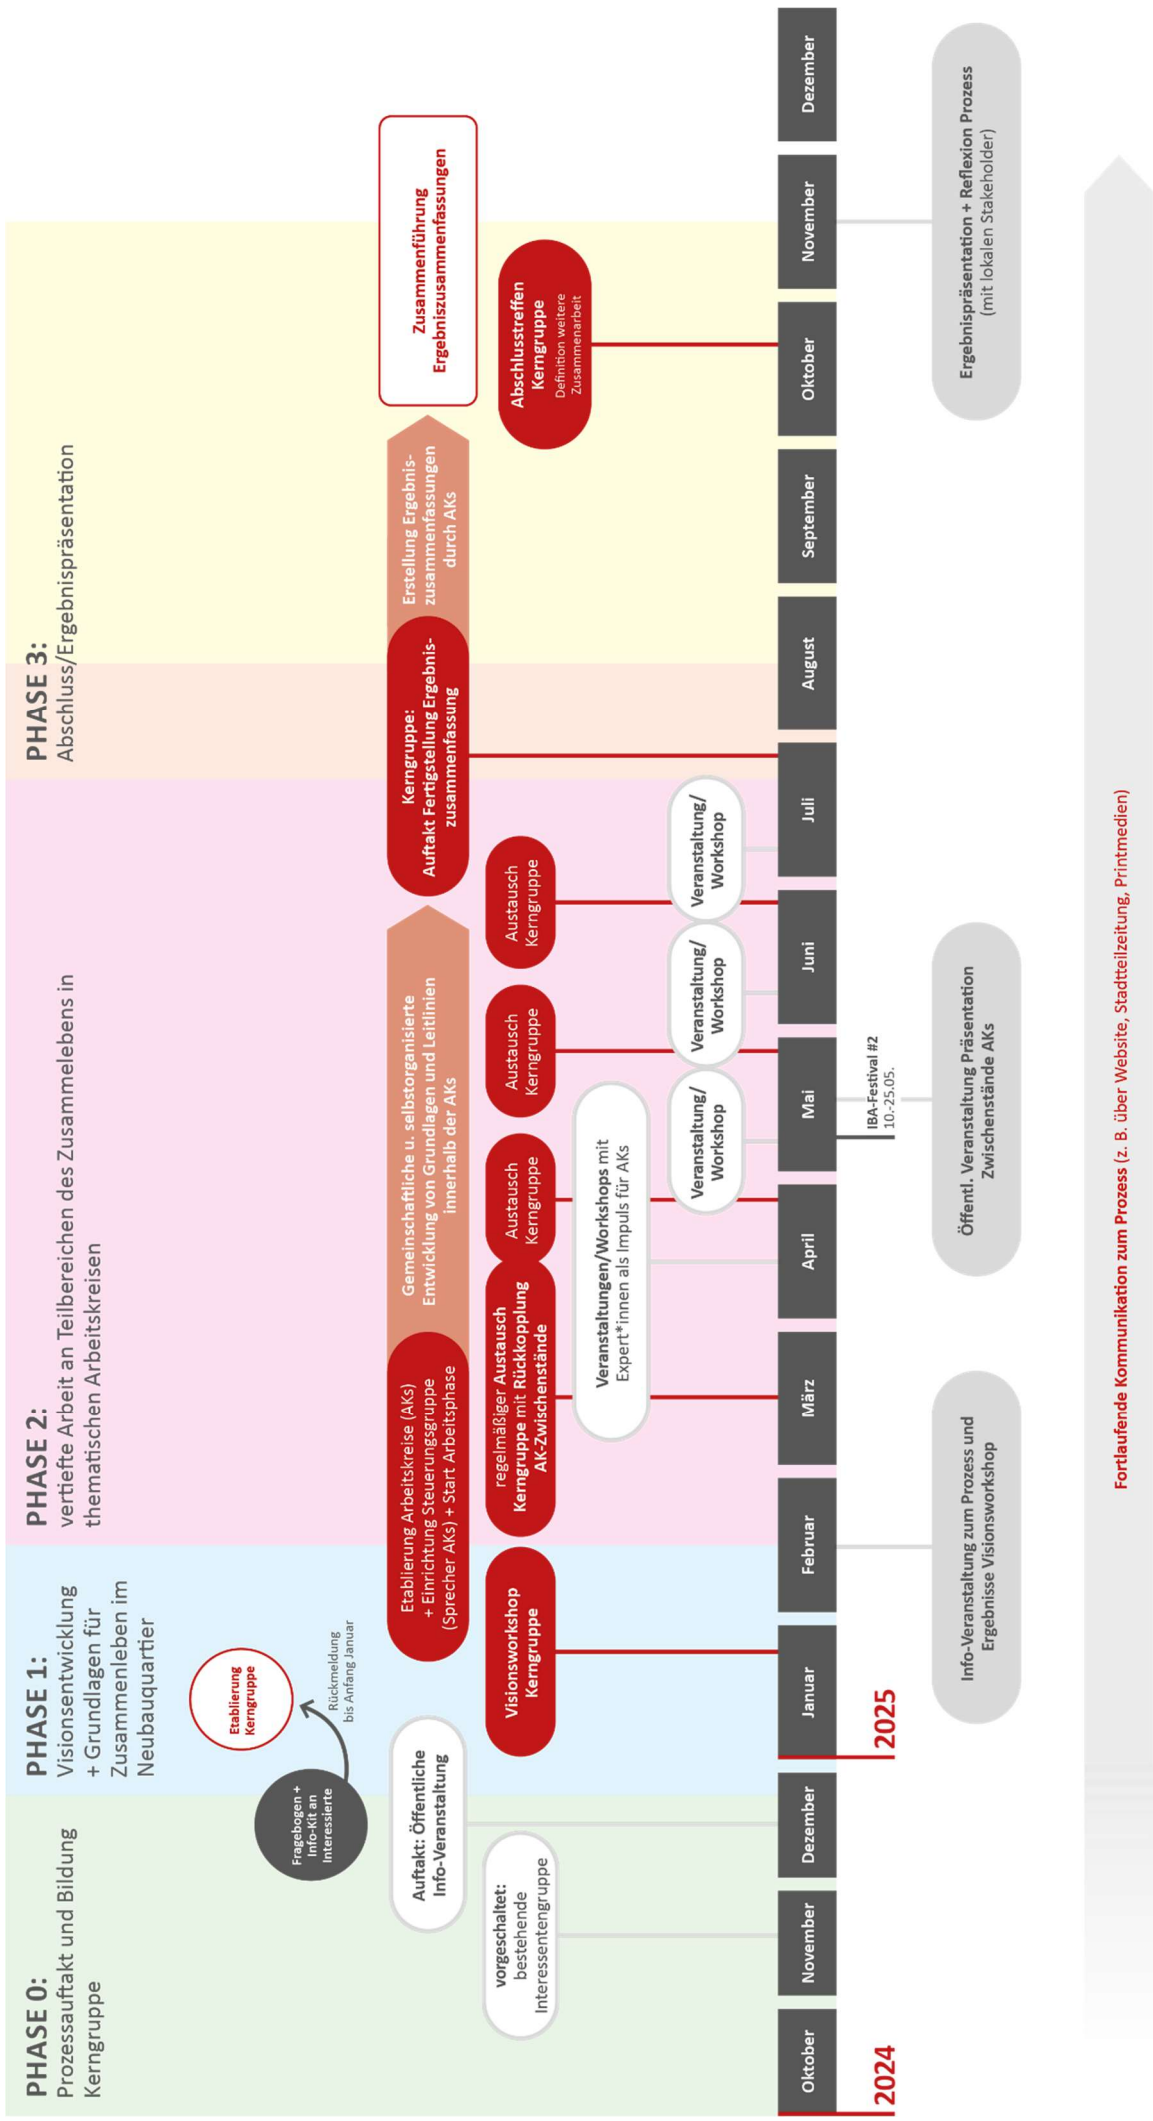 PHASE 0:
Prozessauftakt und Bildung
Kerngruppe
PHASE 1:
Visionsentwicklung
+ Grundlagen für
Zusammenleben im
Neubauquartier
PHASE 2:
vertiefte Arbeit an Teilbereichen des Zusammelebens in
thematischen Arbeitskreisen
PHASE 3:
Abschluss/Ergebnispräsentation
Fragebogen +
Info-Kit an
Interessierte
Etablierung
Kerngruppe
Rückmeldung
bis Anfang Januar
Auftakt: Öffentliche
Info-Veranstaltung
vorgeschaltet:
bestehende
Interessentengruppe
Etablierung Arbeitskreise (AKs)
+ Einrichtung Steuerungsgruppe
(Sprecher AKs) + Start Arbeitsphase
Gemeinschaftliche u. selbstorganisierte
Entwicklung von Grundlagen und Leitlinien
innerhalb der AKs
Kerngruppe:
Auftakt Fertigstellung Ergebnis-
zusammenfassung
Erstellung Ergebnis-
zusammenfassungen
durch AKs
Zusammenführung
Ergebniszusammenfassungen
Visionsworkshop
Kerngruppe
regelmäßiger Austausch
Kerngruppe mit Rückkopplung
AK-Zwischenstände
Austausch
Kerngruppe
Austausch
Kerngruppe
Austausch
Kerngruppe
Abschlusstreffen
Kerngruppe
Definition weitere
Zusammenarbeit
Veranstaltungen/Workshops mit
Expert*innen als Impuls für AKs
Veranstaltung/
Workshop
Veranstaltung/
Workshop
Veranstaltung/
Workshop
Oktober
November
Dezember
Januar
Februar
März
April
Mai
Juni
Juli
August
September
Oktober
November
Dezember
2024
2025
IBA-Festival #2
10.-25.05.
Info-Veranstaltung zum Prozess und
Ergebnisse Visionsworkshop
Öffentl. Veranstaltung Präsentation
Zwischenstände AKs
Ergebnispräsentation + Reflexion Prozess
(mit lokalen Stakeholder)
Fortlaufende Kommunikation zum Prozess (z. B. über Website, Stadtteilzeitung, Printmedien)